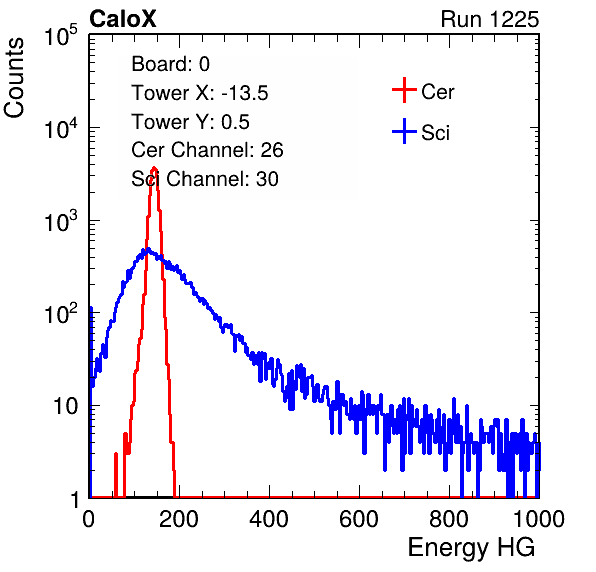 CaloX Run 1225
Counts
Board: 0
Tower X: -13.5
Tower Y: 0.5
Cer Channel: 26
Sci Channel: 30
Cer
Sci
10^5
10^4
10^3
10^2
10
1
0 200 400 600 800 1000
Energy HG